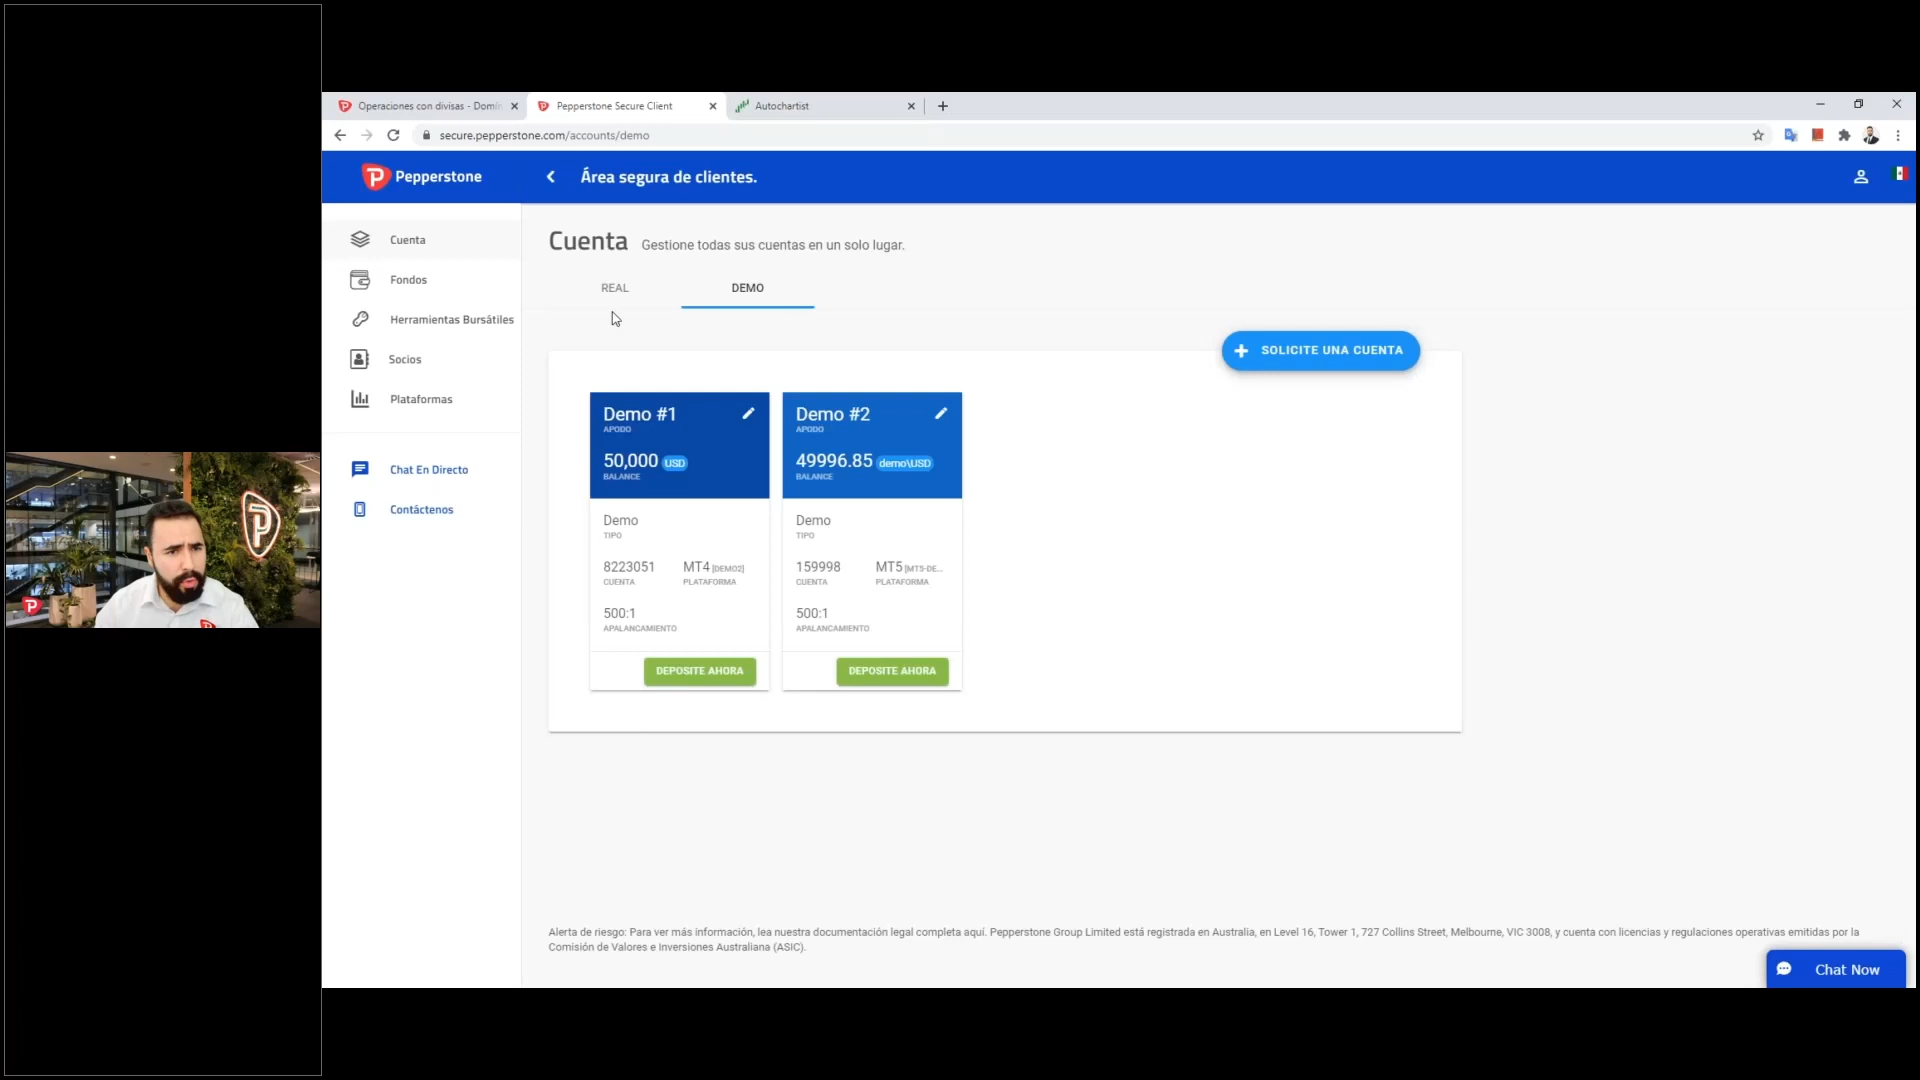 Operaciones con divisas - Domin
Pepperstone Secure Client
Autochartist
secure.pepperstone.com/accounts/demo
Pepperstone
Área segura de clientes.
Cuenta
Fondos
Herramientas Bursátiles
Socios
Plataformas
Chat En Directo
Contáctenos
Cuenta Gestione todas sus cuentas en un solo lugar.
REAL DEMO
SOLICITE UNA CUENTA
Demo #1
APODO
50,000 USD
BALANCE
Demo
TIPO
8223051 MT4 [DEMO2]
CUENTA PLATAFORMA
500:1
APALANCAMIENTO
DEPOSITE AHORA
Demo #2
APODO
49996.85 demo\USD
BALANCE
Demo
TIPO
159998 MT5 [MT5-DE...
CUENTA PLATAFORMA
500:1
APALANCAMIENTO
DEPOSITE AHORA
Alerta de riesgo: Para ver más información, lea nuestra documentación legal completa aquí. Pepperstone Group Limited está registrada en Australia, en Level 16, Tower 1, 727 Collins Street, Melbourne, VIC 3008, y cuenta con licencias y regulaciones operativas emitidas por la
Comisión de Valores e Inversiones Australiana (ASIC).
Chat Now